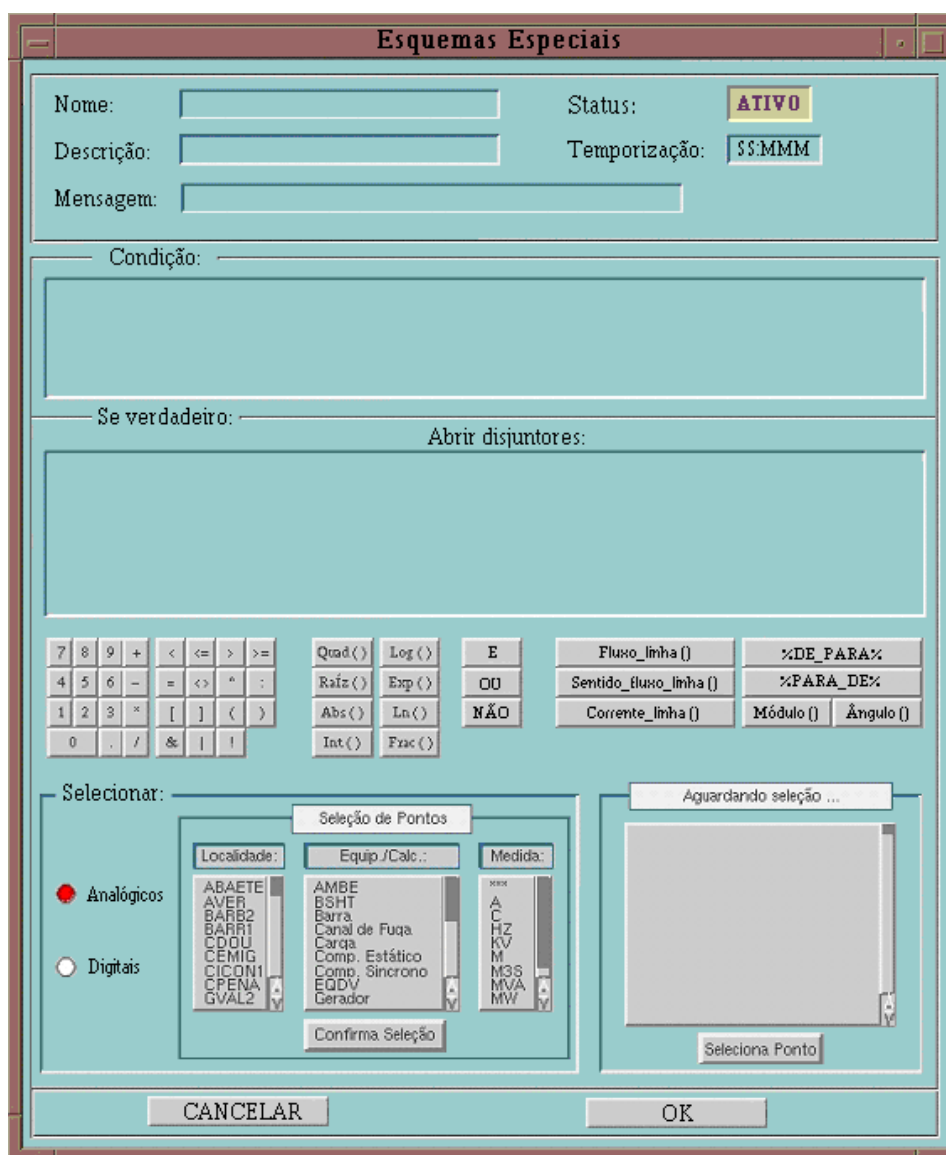 Esquemas Especiais
Nome:
Status: ATIVO
Descrição:
Temporização: SS:MMM
Mensagem:
Condição:
Se verdadeiro:
Abrir disjuntores:
7 8 9 + < <= > >= Quad() Log() E Fluxo_linha() %DE_PARA%
4 5 6 - = <> ^ : Raíz() Exp() OU Sentido_fluxo_linha() %PARA_DE%
1 2 3 * [ ] ( ) Abs() Ln() NÃO Corrente_linha() Módulo() Ângulo()
0 . / & | ! Int() Frac()
Selecionar:
Analógicos
Digitais
Seleção de Pontos
Localidade:
ABAETE
AVER
BARB2
BARR1
CDOU
CEMIG
CICON1
CPENA
GVAL2
Equip./Calc.:
AMBE
BSHT
Barra
Canal de Fuga
Carga
Comp. Estático
Comp. Sincrono
EQDV
Gerador
Medida:
***
A
C
HZ
KV
M
M3S
MVA
MW
Confirma Seleção
Aguardando seleção ...
Seleciona Ponto
CANCELAR
OK